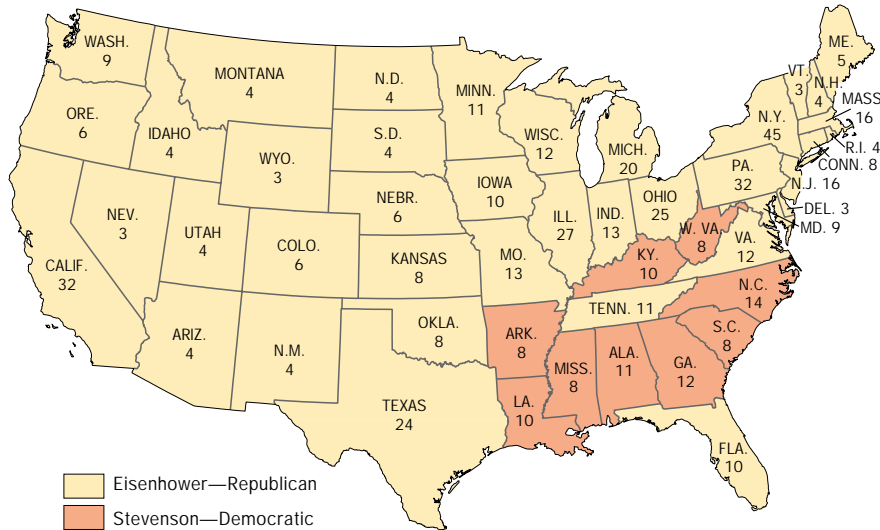 WASH.
9
ORE.
6
CALIF.
32
NEV.
3
IDAHO
4
MONTANA
4
WYO.
3
UTAH
4
COLO.
6
ARIZ.
4
N.M.
4
N.D.
4
S.D.
4
NEBR.
6
KANSAS
8
OKLA.
8
TEXAS
24
MINN.
11
IOWA
10
MO.
13
ARK.
8
LA.
10
WISC.
12
ILL.
27
MICH.
20
IND.
13
OHIO
25
KY.
10
TENN. 11
MISS.
8
ALA.
11
GA.
12
FLA.
10
S.C.
8
N.C.
14
VA.
12
W. VA
8
PA.
32
N.Y.
45
VT.
3
N.H.
4
ME.
5
MASS
16
R.I. 4
CONN. 8
N.J. 16
DEL. 3
MD. 9
Eisenhower—Republican
Stevenson—Democratic